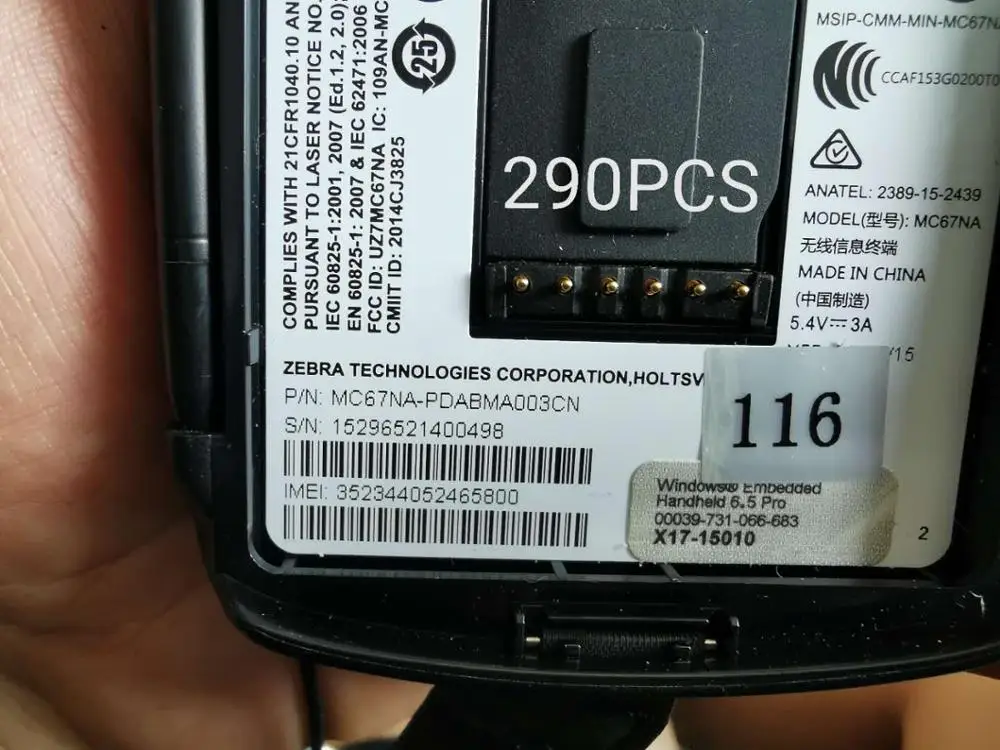 COMPLIES WITH 21CFR1040.10 AN
PURSUANT TO LASER NOTICE NO.
IEC 60825-1:2001, 2007 (Ed.1.2, 2.0);
EN 60825-1: 2007 & IEC 62471:2006
FCC ID: UZ7MC67NA IC: 109AN-MC
CMIIT ID: 2014CJ3825
25
290PCS
MSIP-CMM-MIN-MC67N
CCAF153G0200T0
ANATEL: 2389-15-2439
MODEL(型号): MC67NA
无线信息终端
MADE IN CHINA
(中国制造)
5.4V⎓3A
/15
ZEBRA TECHNOLOGIES CORPORATION,HOLTSV
P/N: MC67NA-PDABMA003CN
S/N: 15296521400498
IMEI: 352344052465800
116
Windows® Embedded
Handheld 6.5 Pro
00039-731-066-683
X17-15010
2